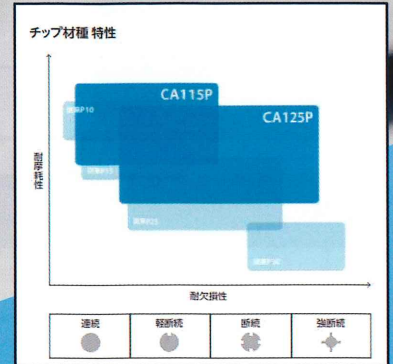 チップ材種 特性
CA115P
CA125P
耐摩耗性
耐欠損性
連続 軽断続 断続 強断続